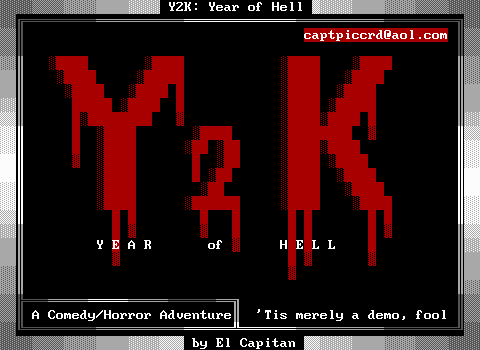 Y2K: Year of Hell
captpiccrd@aol.com
Y2K
YEAR of HELL
A Comedy/Horror Adventure
'Tis merely a demo, fool
by El Capitan